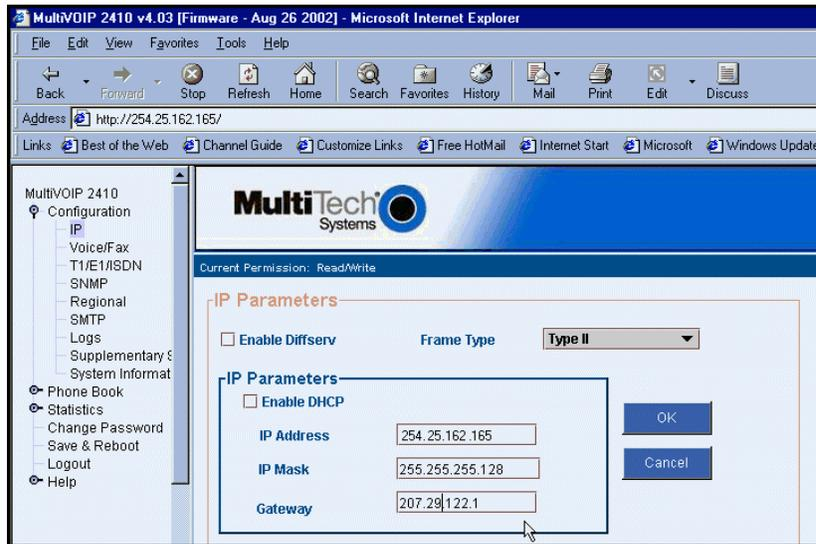 MultiVOIP 2410 v4.03 [Firmware - Aug 26 2002] - Microsoft Internet Explorer
File Edit View Favorites Tools Help
Back Forward Stop Refresh Home Search Favorites History Mail Print Edit Discuss
Address http://254.25.162.165/
Links Best of the Web Channel Guide Customize Links Free HotMail Internet Start Microsoft Windows Update
MultiVOIP 2410
Configuration
IP
Voice/Fax
T1/E1/ISDN
SNMP
Regional
SMTP
Logs
Supplementary S
System Informat
Phone Book
Statistics
Change Password
Save & Reboot
Logout
Help
MultiTech
Systems
Current Permission: Read/Write
IP Parameters
Enable Diffserv Frame Type Type II
IP Parameters
Enable DHCP
IP Address 254.25.162.165
IP Mask 255.255.255.128
Gateway 207.29.122.1
OK
Cancel